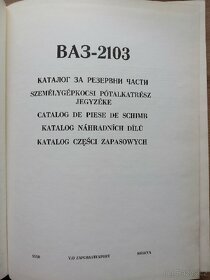 ВАЗ-2103
КАТАЛОГ ЗА РЕЗЕРВНИ ЧАСТИ
SZEMÉLYGÉPKOCSI PÓTALKATRÉSZ
JEGYZÉKE
CATALOG DE PIESE DE SCHIMB
KATALOG NÁHRADNÍCH DÍLŮ
KATALOG CZĘŚCI ZAPASOWYCH